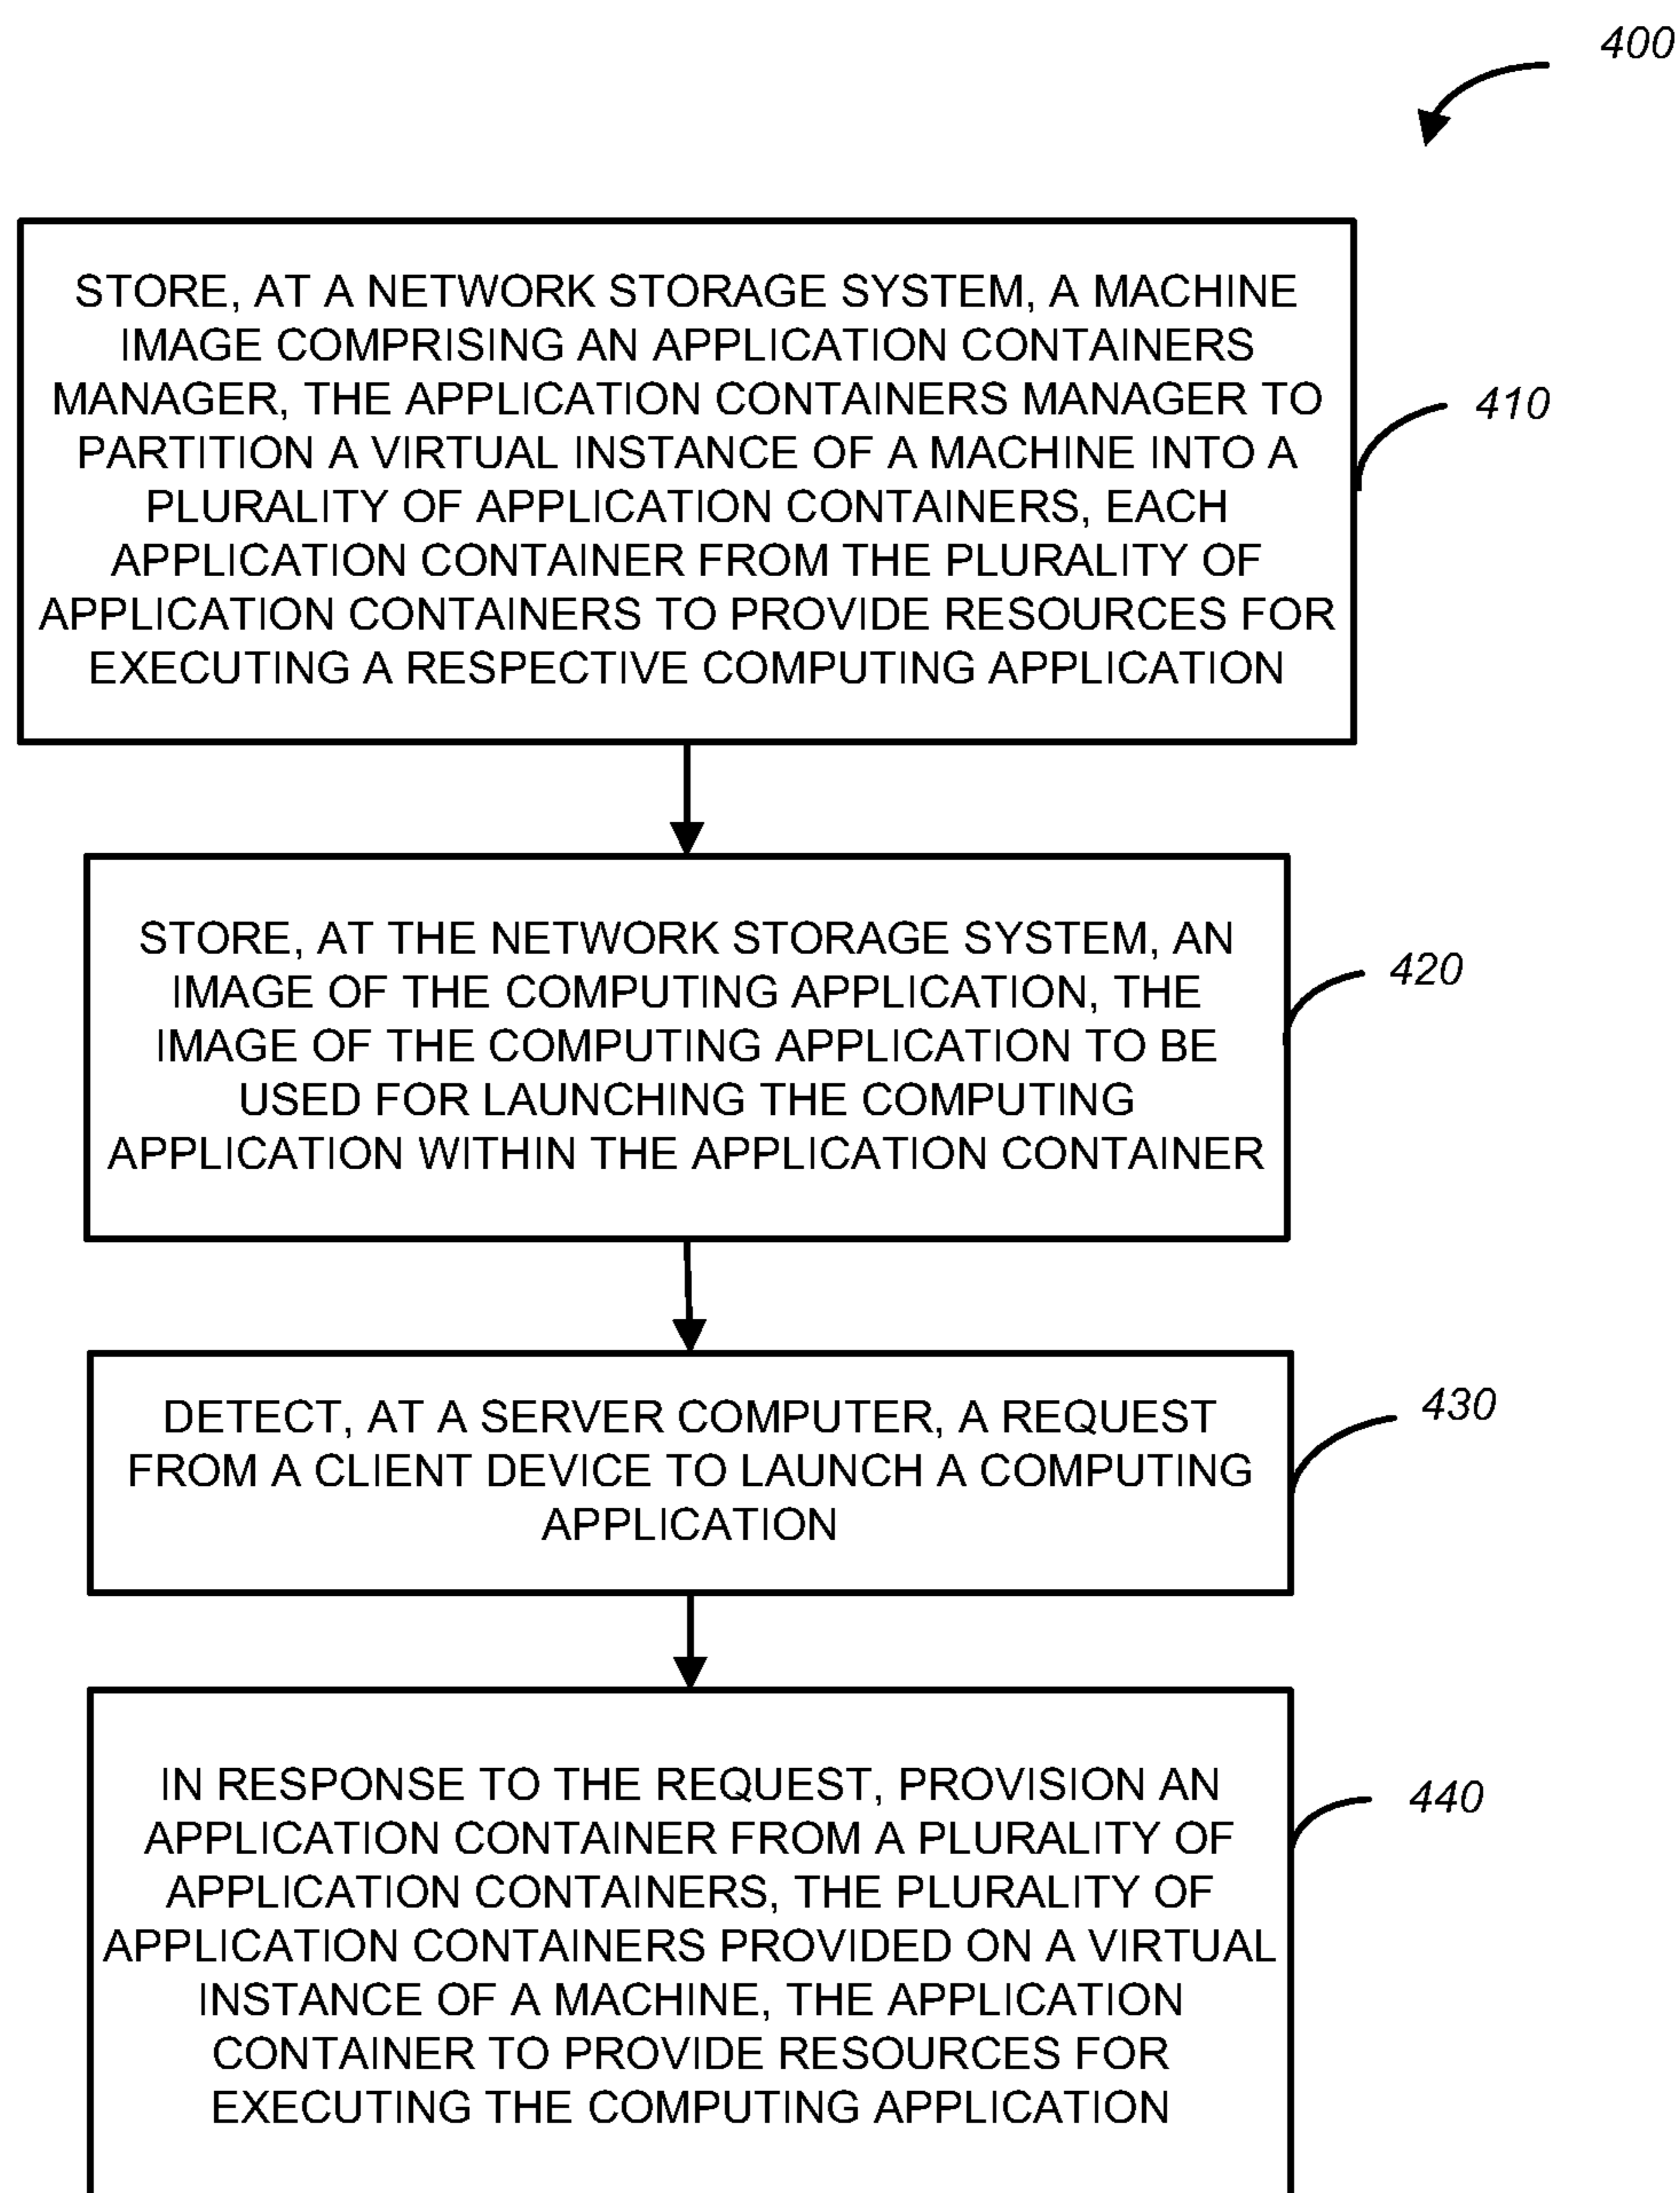 400
STORE, AT A NETWORK STORAGE SYSTEM, A MACHINE
IMAGE COMPRISING AN APPLICATION CONTAINERS
MANAGER, THE APPLICATION CONTAINERS MANAGER TO
PARTITION A VIRTUAL INSTANCE OF A MACHINE INTO A
PLURALITY OF APPLICATION CONTAINERS, EACH
APPLICATION CONTAINER FROM THE PLURALITY OF
APPLICATION CONTAINERS TO PROVIDE RESOURCES FOR
EXECUTING A RESPECTIVE COMPUTING APPLICATION
410
STORE, AT THE NETWORK STORAGE SYSTEM, AN
IMAGE OF THE COMPUTING APPLICATION, THE
IMAGE OF THE COMPUTING APPLICATION TO BE
USED FOR LAUNCHING THE COMPUTING
APPLICATION WITHIN THE APPLICATION CONTAINER
420
DETECT, AT A SERVER COMPUTER, A REQUEST
FROM A CLIENT DEVICE TO LAUNCH A COMPUTING
APPLICATION
430
IN RESPONSE TO THE REQUEST, PROVISION AN
APPLICATION CONTAINER FROM A PLURALITY OF
APPLICATION CONTAINERS, THE PLURALITY OF
APPLICATION CONTAINERS PROVIDED ON A VIRTUAL
INSTANCE OF A MACHINE, THE APPLICATION
CONTAINER TO PROVIDE RESOURCES FOR
EXECUTING THE COMPUTING APPLICATION
440